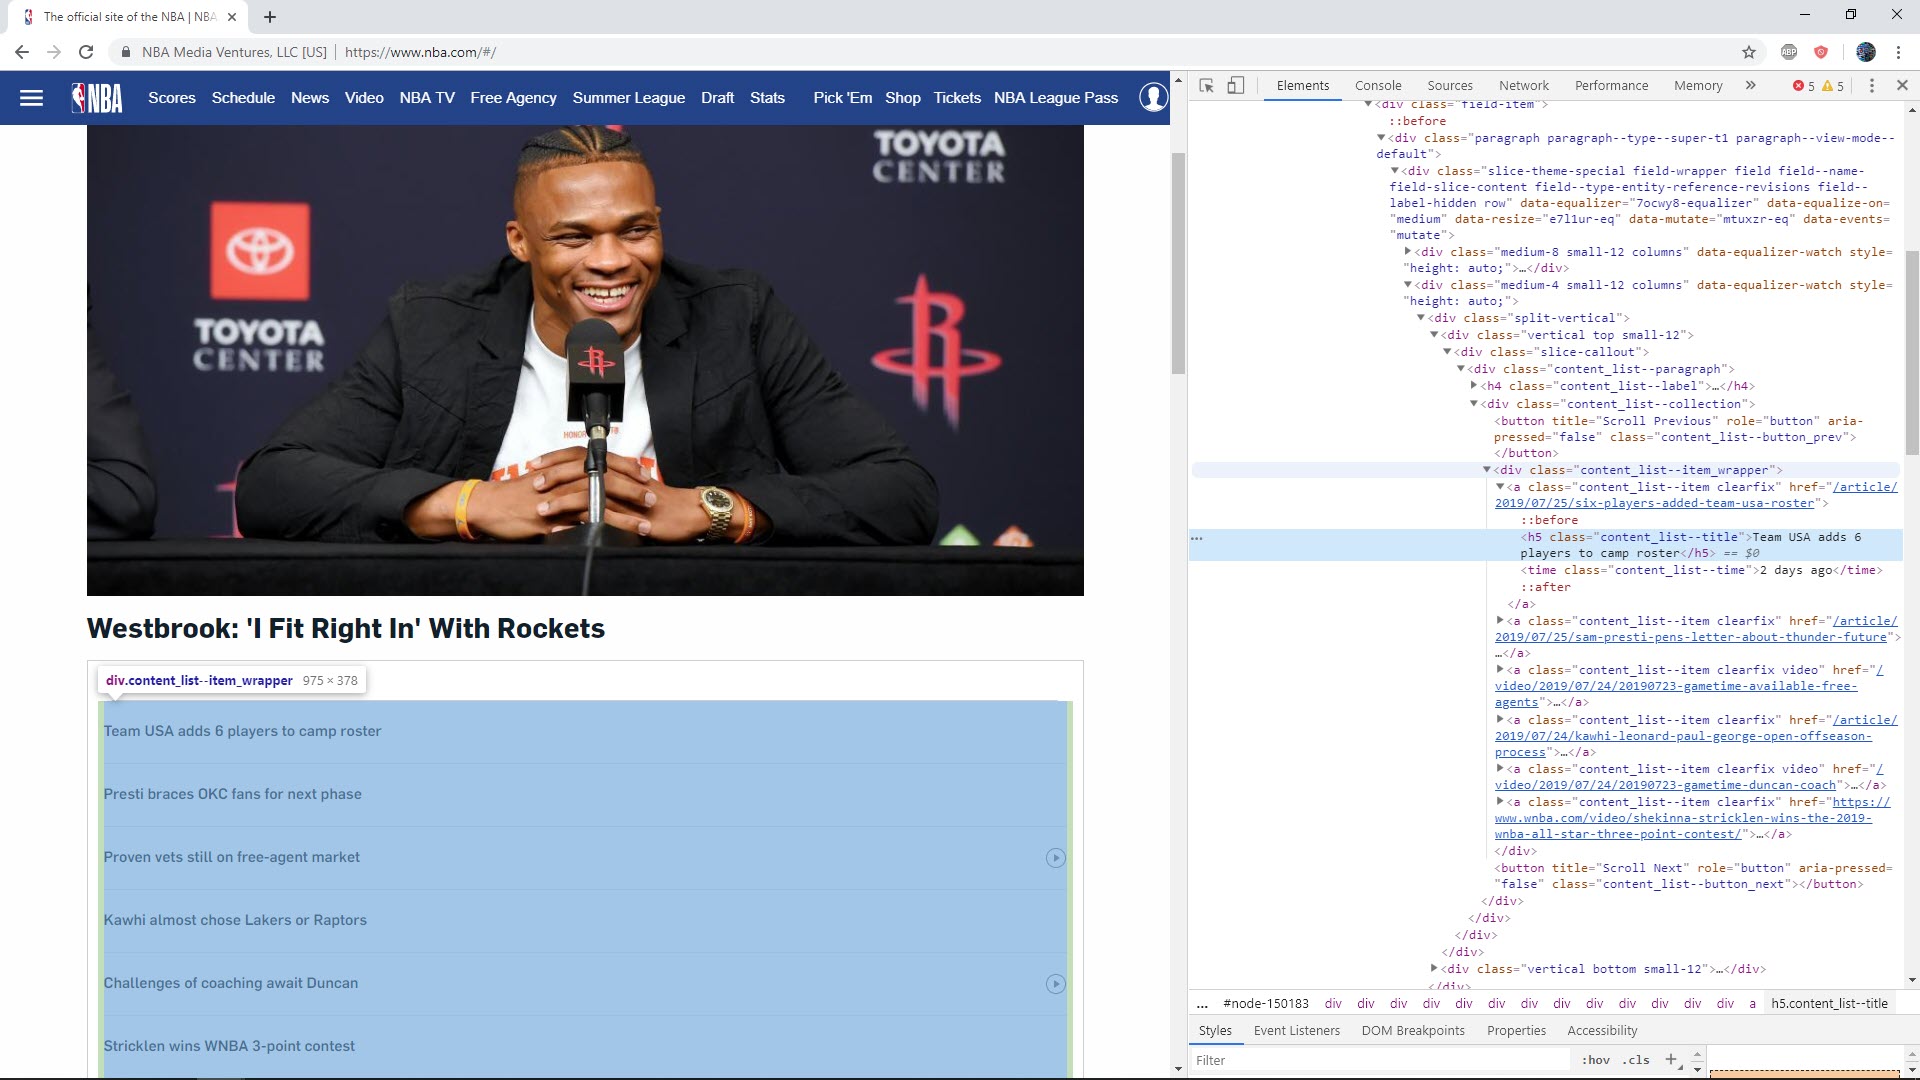 The official site of the NBA | NBA
NBA Media Ventures, LLC [US] https://www.nba.com/#/
ABP
NBA Scores Schedule News Video NBA TV Free Agency Summer League Draft Stats Pick 'Em Shop Tickets NBA League Pass
TOYOTA
CENTER
TOYOTA
CENTER
Westbrook: 'I Fit Right In' With Rockets
div.content_list--item_wrapper 975 × 378
Team USA adds 6 players to camp roster
Presti braces OKC fans for next phase
Proven vets still on free-agent market
Kawhi almost chose Lakers or Raptors
Challenges of coaching await Duncan
Stricklen wins WNBA 3-point contest
Elements Console Sources Network Performance Memory » 5 5
<div class="field-item">
::before
<div class="paragraph paragraph--type--super-t1 paragraph--view-mode--
default">
<div class="slice-theme-special field-wrapper field field--name-
field-slice-content field--type-entity-reference-revisions field--
label-hidden row" data-equalizer="7ocwy8-equalizer" data-equalize-on=
"medium" data-resize="e7l1ur-eq" data-mutate="mtuxzr-eq" data-events=
"mutate">
<div class="medium-8 small-12 columns" data-equalizer-watch style=
"height: auto;">…</div>
<div class="medium-4 small-12 columns" data-equalizer-watch style=
"height: auto;">
<div class="split-vertical">
<div class="vertical top small-12">
<div class="slice-callout">
<div class="content_list--paragraph">
<h4 class="content_list--label">…</h4>
<div class="content_list--collection">
<button title="Scroll Previous" role="button" aria-
pressed="false" class="content_list--button_prev">
</button>
<div class="content_list--item_wrapper">
<a class="content_list--item clearfix" href="/article/
2019/07/25/six-players-added-team-usa-roster">
::before
<h5 class="content_list--title">Team USA adds 6
players to camp roster</h5> == $0
<time class="content_list--time">2 days ago</time>
::after
</a>
<a class="content_list--item clearfix" href="/article/
2019/07/25/sam-presti-pens-letter-about-thunder-future">
…</a>
<a class="content_list--item clearfix video" href="/
video/2019/07/24/20190723-gametime-available-free-
agents">…</a>
<a class="content_list--item clearfix" href="/article/
2019/07/24/kawhi-leonard-paul-george-open-offseason-
process">…</a>
<a class="content_list--item clearfix video" href="/
video/2019/07/24/20190723-gametime-duncan-coach">…</a>
<a class="content_list--item clearfix" href="https://
www.wnba.com/video/shekinna-stricklen-wins-the-2019-
wnba-all-star-three-point-contest/">…</a>
</div>
<button title="Scroll Next" role="button" aria-pressed=
"false" class="content_list--button_next"></button>
</div>
</div>
</div>
</div>
<div class="vertical bottom small-12">…</div>
</div>
... #node-150183 div div div div div div div div div div div div div a h5.content_list--title
Styles Event Listeners DOM Breakpoints Properties Accessibility
Filter :hov .cls +